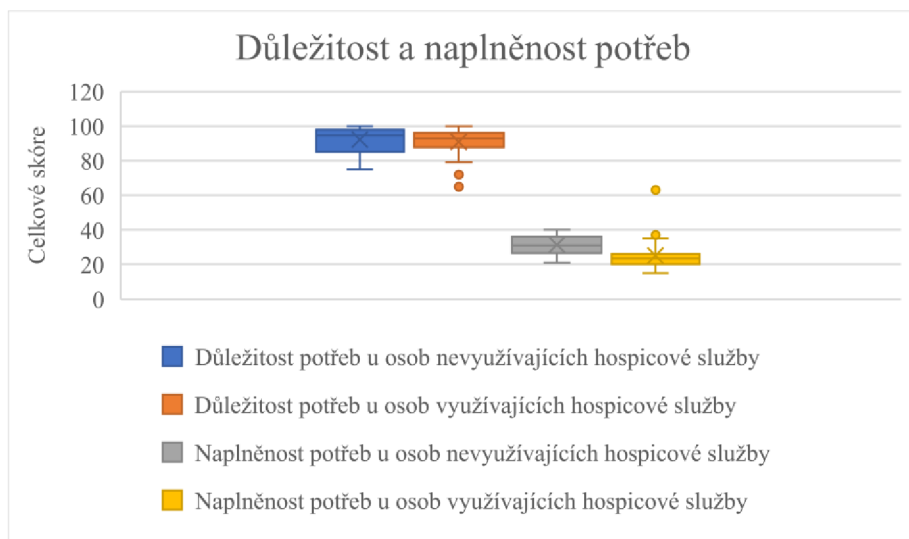 Důležitost a naplněnost potřeb
Celkové skóre
120
100
80
60
40
20
0
Důležitost potřeb u osob nevyužívajících hospicové služby
Důležitost potřeb u osob využívajících hospicové služby
Naplněnost potřeb u osob nevyužívajících hospicové služby
Naplněnost potřeb u osob využívajících hospicové služby